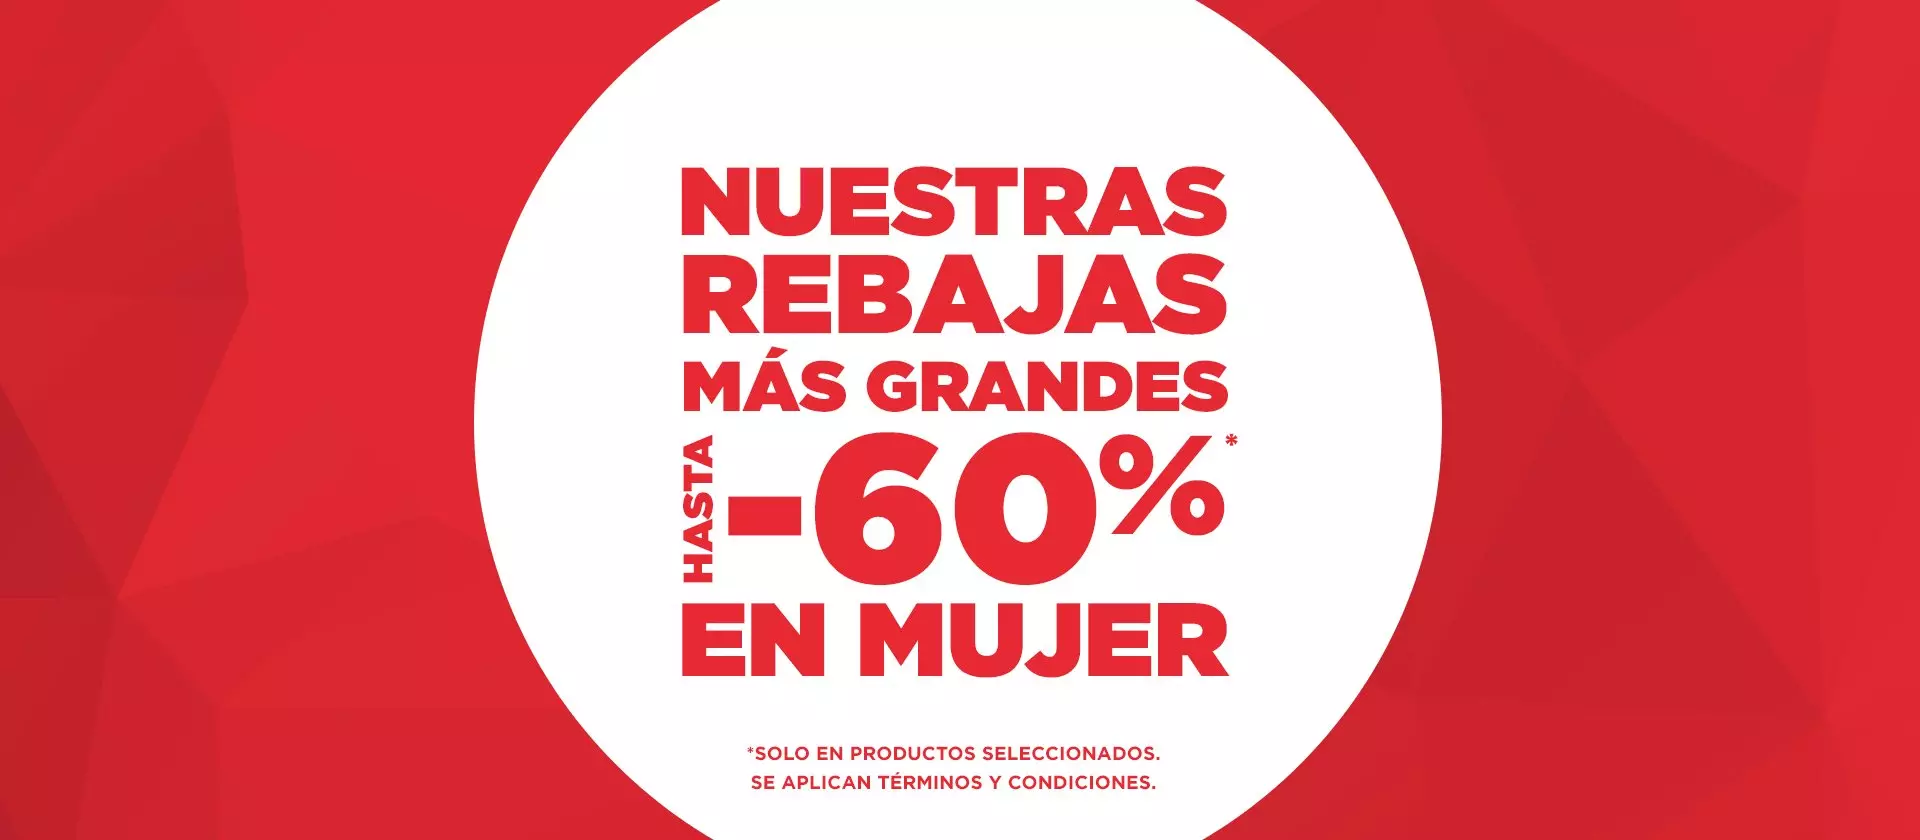 NUESTRAS
REBAJAS
MÁS GRANDES
HASTA
-60%*
EN MUJER
*SOLO EN PRODUCTOS SELECCIONADOS.
SE APLICAN TÉRMINOS Y CONDICIONES.